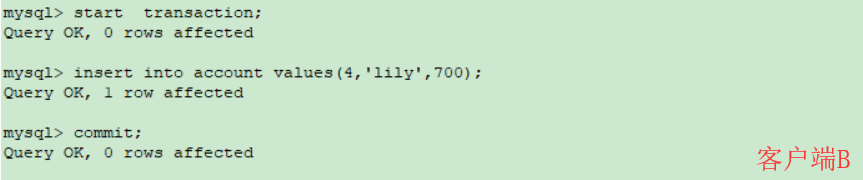 mysql> start  transaction;
Query OK, 0 rows affected
mysql> insert into account values(4,'lily',700);
Query OK, 1 row affected
mysql> commit;
Query OK, 0 rows affected
客户端B